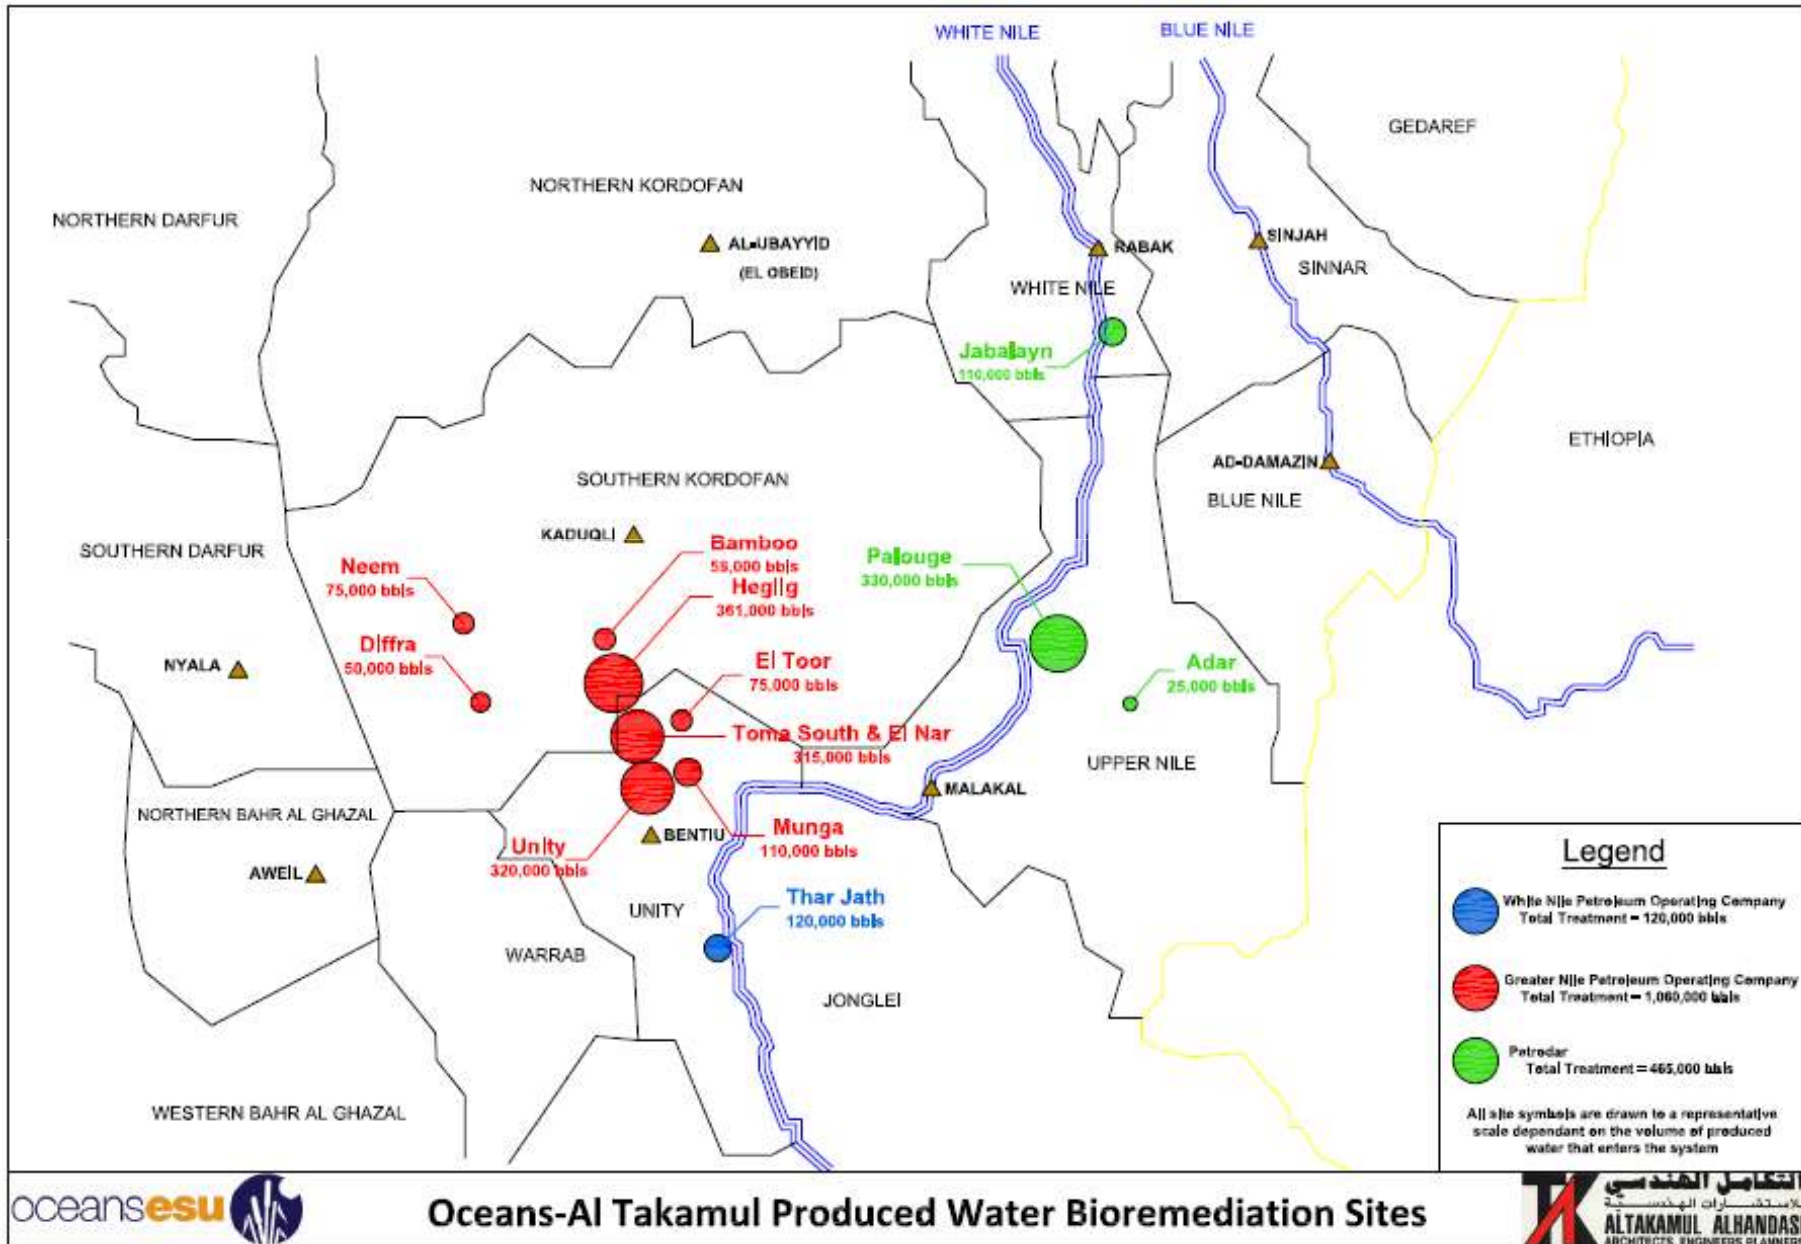 WHITE NILE
BLUE NILE
GEDAREF
NORTHERN KORDOFAN
NORTHERN DARFUR
AL-UBAYYID
(EL OBEID)
RABAK
SINJAH
SINNAR
WHITE NILE
Jabalayn
110,000 bbls
ETHIOPIA
AD-DAMAZIN
BLUE NILE
SOUTHERN KORDOFAN
KADUQLI
SOUTHERN DARFUR
Neem
75,000 bbls
Bamboo
bbls
Heglig
361,000 bbls
Palouge
330,000 bbls
Diffra
50,000 bbls
NYALA
El Toor
75,000 bbls
Adar
25,000 bbls
Toma South & El Nar
315,000 bbls
UPPER NILE
MALAKAL
NORTHERN BAHR AL GHAZAL
BENTIU
Munga
110,000 bbls
Unity
320,000 bbls
AWEIL
Thar Jath
120,000 bbls
UNITY
WARRAB
JONGLEI
WESTERN BAHR AL GHAZAL
Legend
White Nile Petroleum Operating Company
Total Treatment = 120,000 bbls
Greater Nile Petroleum Operating Company
Total Treatment = 1,060,000 bbls
Petrodar
Total Treatment = 465,000 bbls
All site symbols are drawn to a representative
scale dependant on the volume of produced
water that enters the system
oceansesu
Oceans-Al Takamul Produced Water Bioremediation Sites
التكامل الهندسي
للاستشارات الهندسية
ALTAKAMUL ALHANDASI
ARCHITECTS ENGINEERS PLANNERS